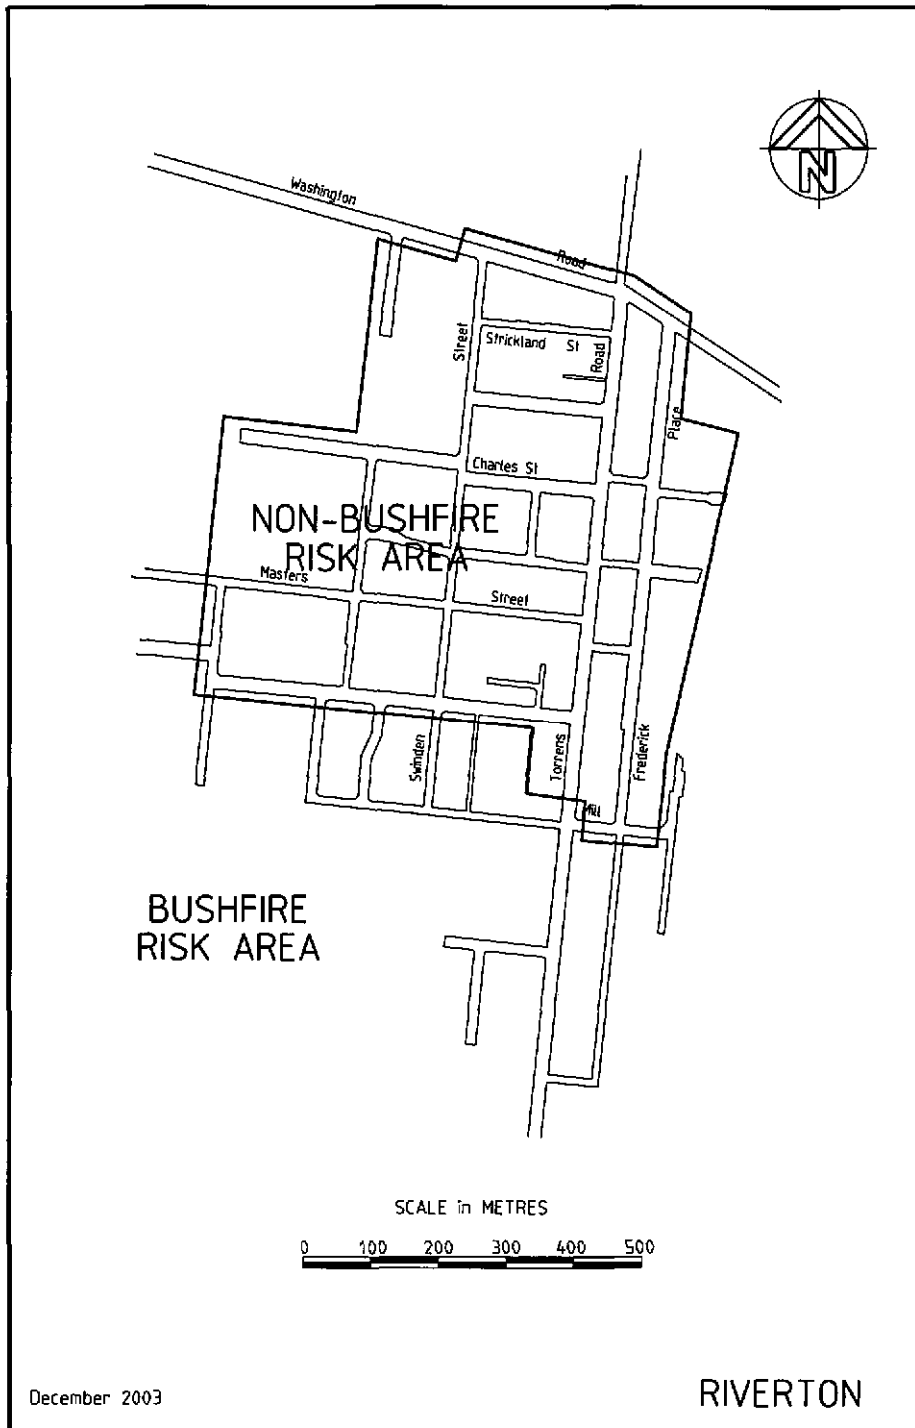 N
Washington
Road
Street
Strickland St
Road
Place
Charles St
NON-BUSHFIRE
RISK AREA
Masters
Street
Swinden
Torrens
Frederick
Mill
BUSHFIRE
RISK AREA
SCALE in METRES
0 100 200 300 400 500
December 2003
RIVERTON